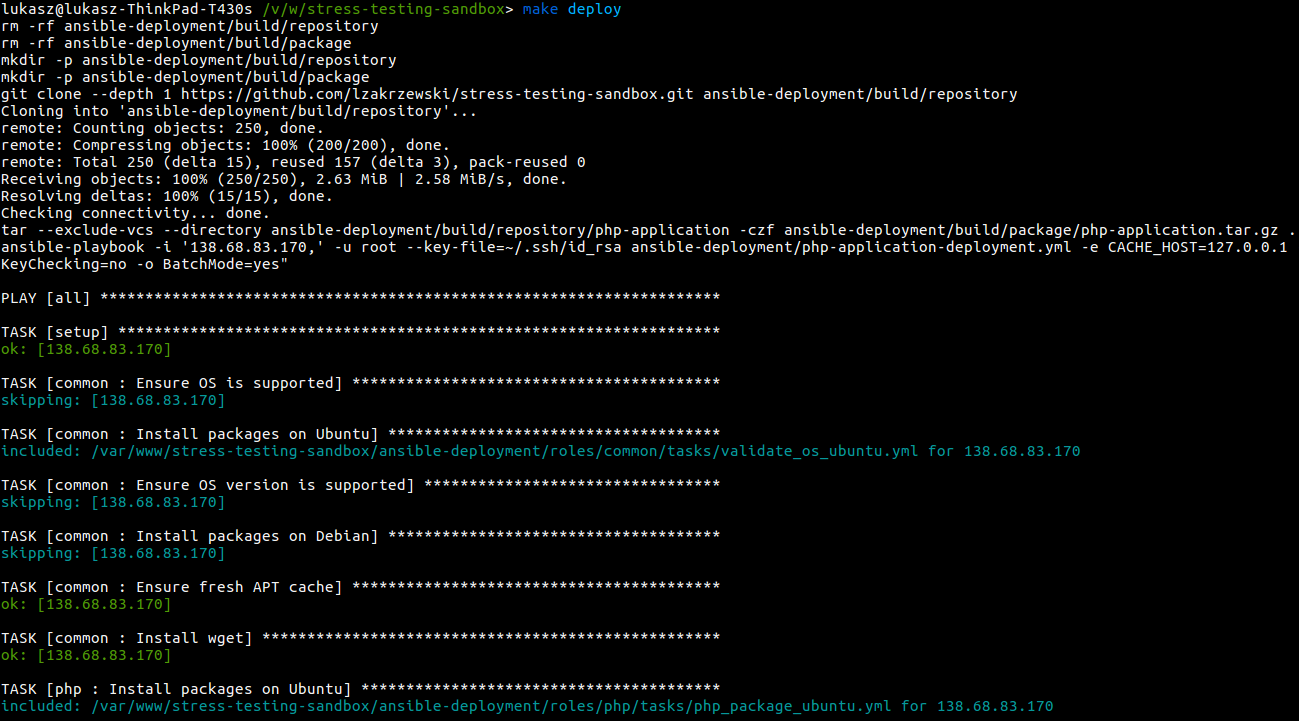 lukasz@lukasz-ThinkPad-T430s /v/w/stress-testing-sandbox> make deploy
rm -rf ansible-deployment/build/repository
rm -rf ansible-deployment/build/package
mkdir -p ansible-deployment/build/repository
mkdir -p ansible-deployment/build/package
git clone --depth 1 https://github.com/lzakrzewski/stress-testing-sandbox.git ansible-deployment/build/repository
Cloning into 'ansible-deployment/build/repository'...
remote: Counting objects: 250, done.
remote: Compressing objects: 100% (200/200), done.
remote: Total 250 (delta 15), reused 157 (delta 3), pack-reused 0
Receiving objects: 100% (250/250), 2.63 MiB | 2.58 MiB/s, done.
Resolving deltas: 100% (15/15), done.
Checking connectivity... done.
tar --exclude-vcs --directory ansible-deployment/build/repository/php-application -czf ansible-deployment/build/package/php-application.tar.gz .
ansible-playbook -i '138.68.83.170,' -u root --key-file=~/.ssh/id_rsa ansible-deployment/php-application-deployment.yml -e CACHE_HOST=127.0.0.1
KeyChecking=no -o BatchMode=yes"
PLAY [all] *********************************************************************
TASK [setup] *******************************************************************
ok: [138.68.83.170]
TASK [common : Ensure OS is supported] *****************************************
skipping: [138.68.83.170]
TASK [common : Install packages on Ubuntu] *************************************
included: /var/www/stress-testing-sandbox/ansible-deployment/roles/common/tasks/validate_os_ubuntu.yml for 138.68.83.170
TASK [common : Ensure OS version is supported] *********************************
skipping: [138.68.83.170]
TASK [common : Install packages on Debian] *************************************
skipping: [138.68.83.170]
TASK [common : Ensure fresh APT cache] *****************************************
ok: [138.68.83.170]
TASK [common : Install wget] ***************************************************
ok: [138.68.83.170]
TASK [php : Install packages on Ubuntu] ****************************************
included: /var/www/stress-testing-sandbox/ansible-deployment/roles/php/tasks/php_package_ubuntu.yml for 138.68.83.170